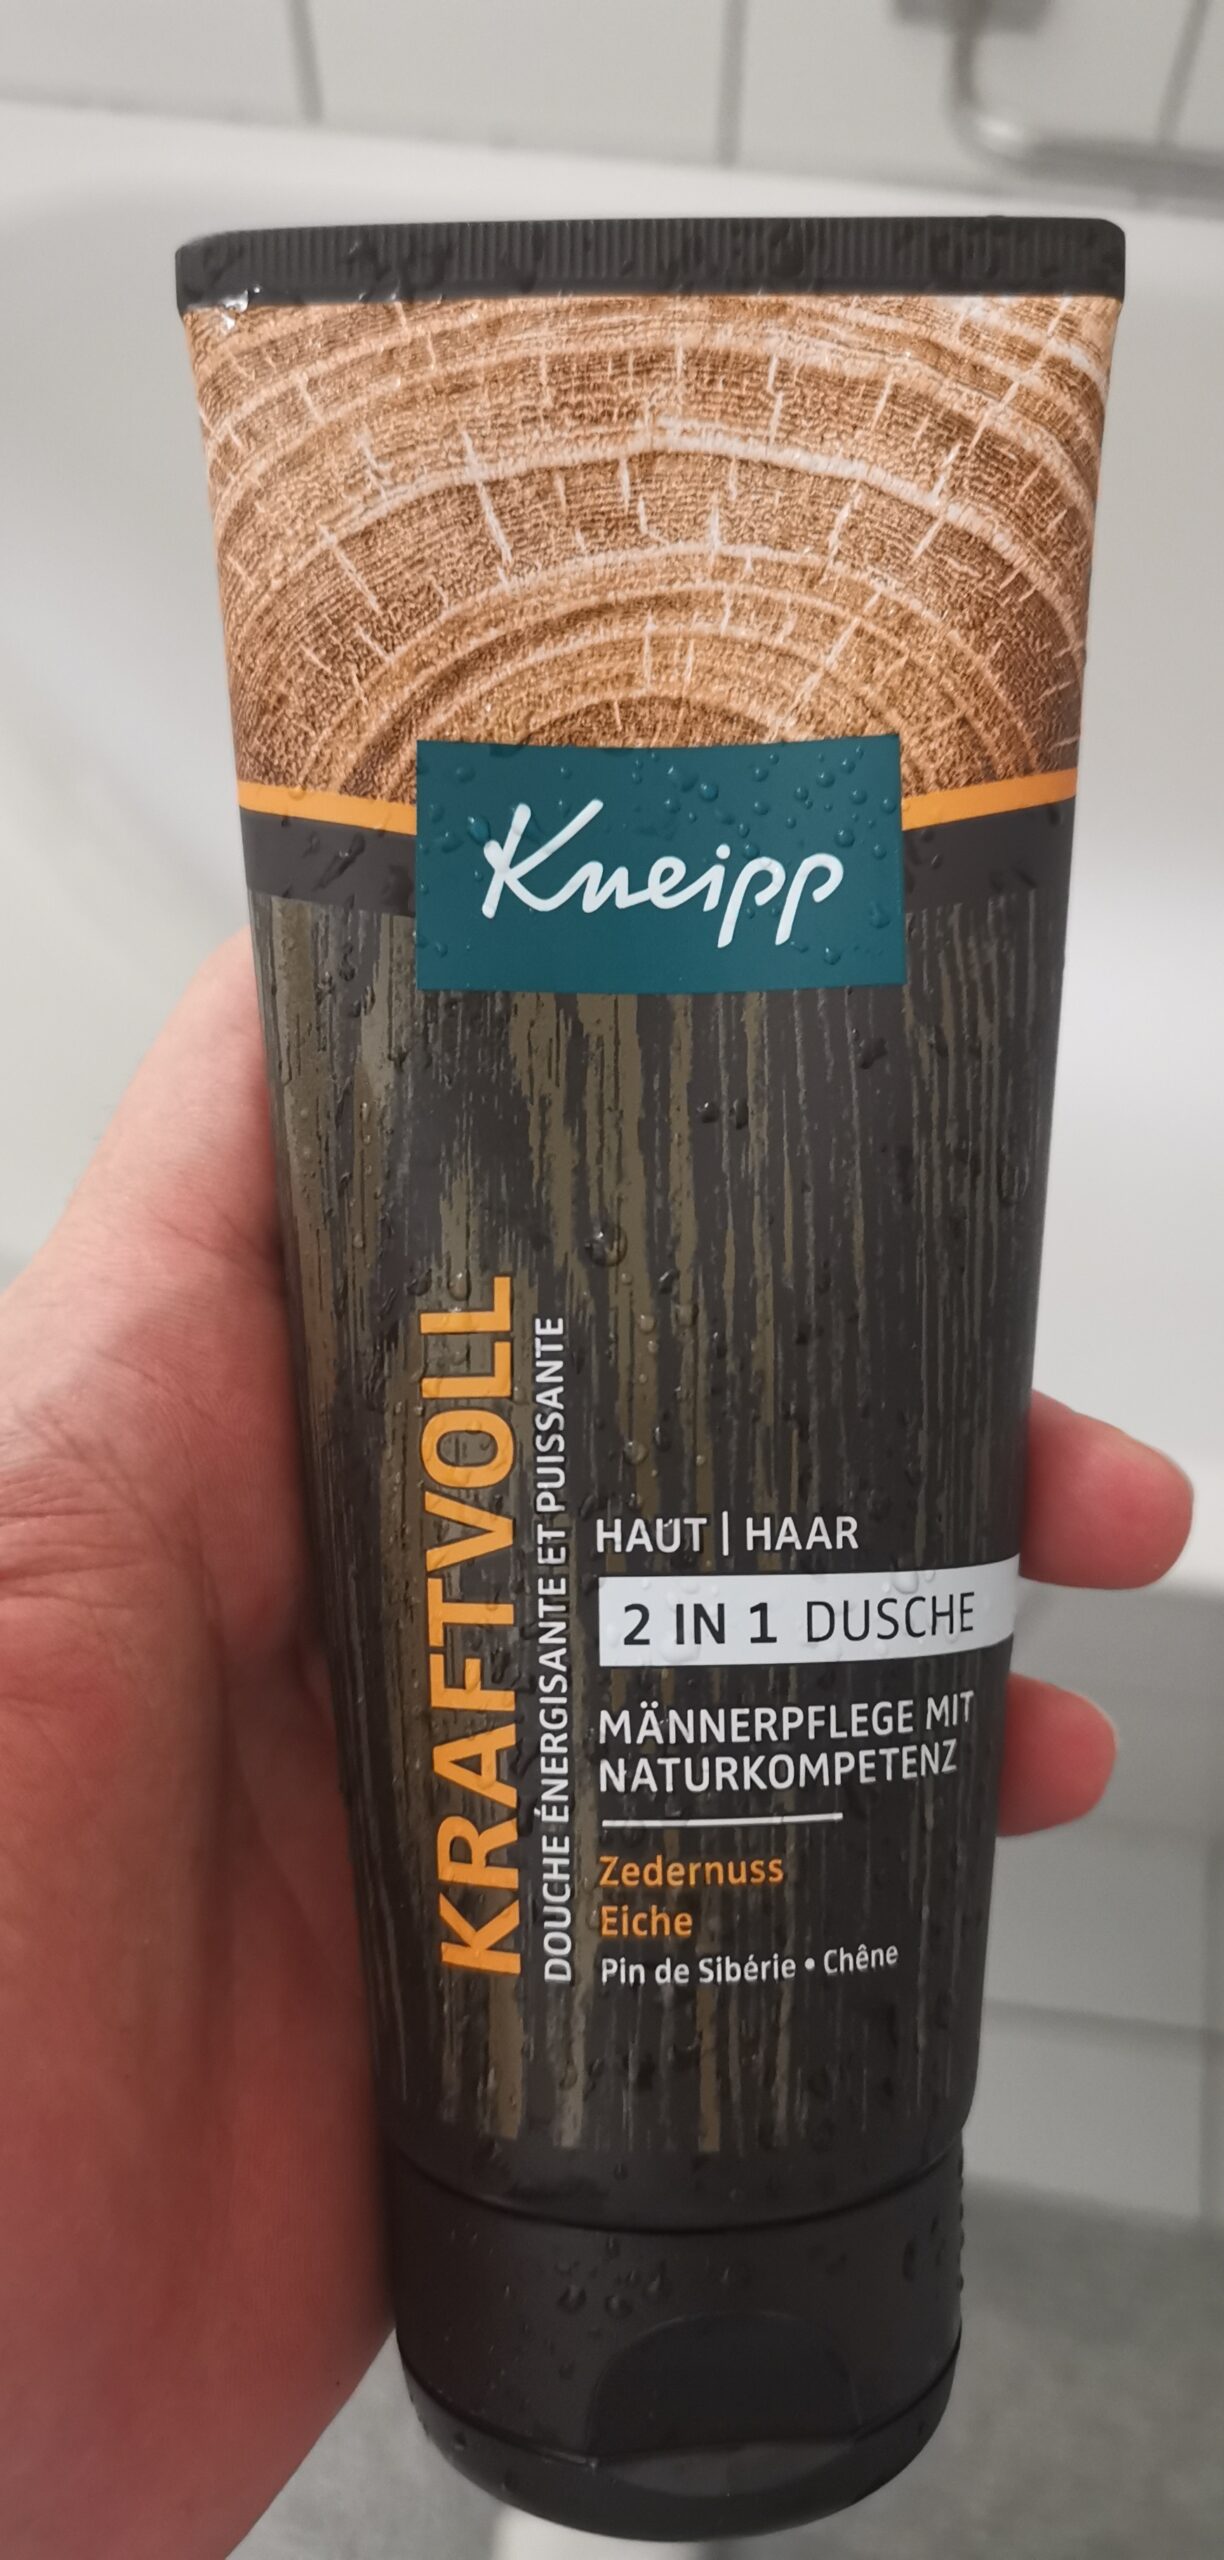 Kneipp
KRAFTVOLL
DOUCHE ÉNERGISANTE ET PUISSANTE
HAUT | HAAR
2 IN 1 DUSCHE
MÄNNERPFLEGE MIT
NATURKOMPETENZ
Zedernuss
Eiche
Pin de Sibérie • Chêne